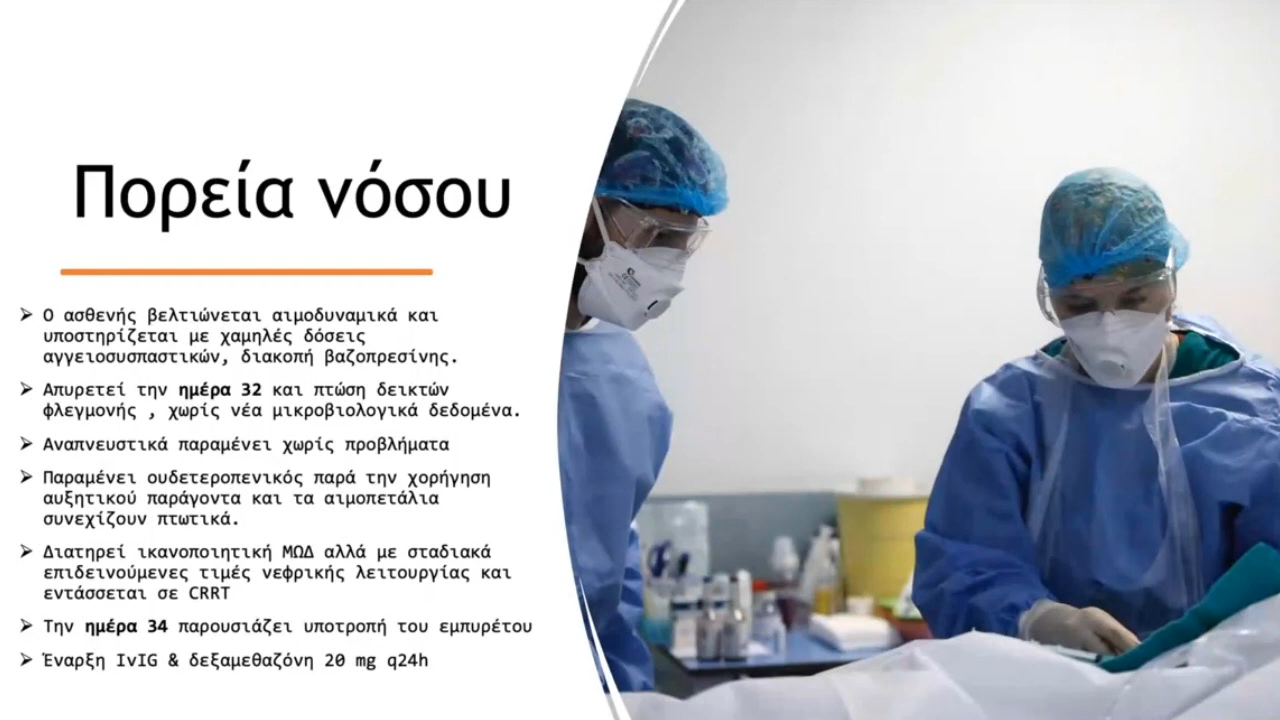 Πορεία νόσου
➢ Ο ασθενής βελτιώνεται αιμοδυναμικά και
υποστηρίζεται με χαμηλές δόσεις
αγγειοσυσπαστικών, διακοπή βαζοπρεσίνης.
➢ Απυρετεί την ημέρα 32 και πτώση δεικτών
φλεγμονής , χωρίς νέα μικροβιολογικά δεδομένα.
➢ Αναπνευστικά παραμένει χωρίς προβλήματα
➢ Παραμένει ουδετεροπενικός παρά την χορήγηση
αυξητικού παράγοντα και τα αιμοπετάλια
συνεχίζουν πτωτικά.
➢ Διατηρεί ικανοποιητική ΜΩΔ αλλά με σταδιακά
επιδεινούμενες τιμές νεφρικής λειτουργίας και
εντάσσεται σε CRRT
➢ Την ημέρα 34 παρουσιάζει υποτροπή του εμπυρέτου
➢ Έναρξη IvIG & δεξαμεθαζόνη 20 mg q24h